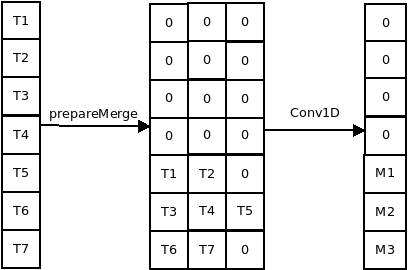 T1 0 0 0 0
T2 0 0 0 0
T3 0 0 0 0
prepareMerge Conv1D
T4 0 0 0 0
T5 T1 T2 0 M1
T6 T3 T4 T5 M2
T7 T6 T7 0 M3